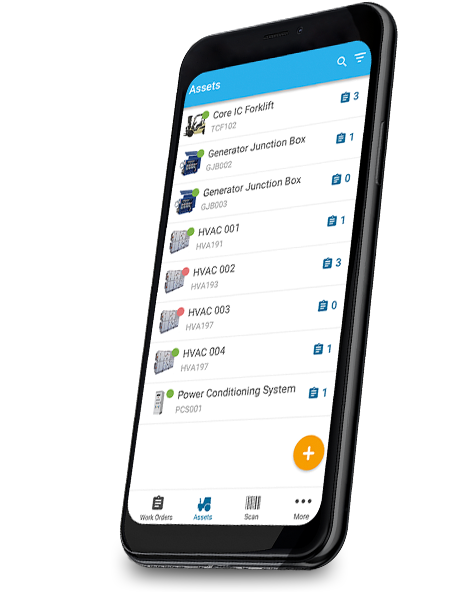 Assets
Core IC Forklift 3
TCF102
Generator Junction Box 1
GJB002
Generator Junction Box 0
GJB003
HVAC 001 1
HVA191
HVAC 002 3
HVA193
HVAC 003 0
HVA197
HVAC 004 1
HVA197
Power Conditioning System 1
PCS001
Work Orders Assets Scan More